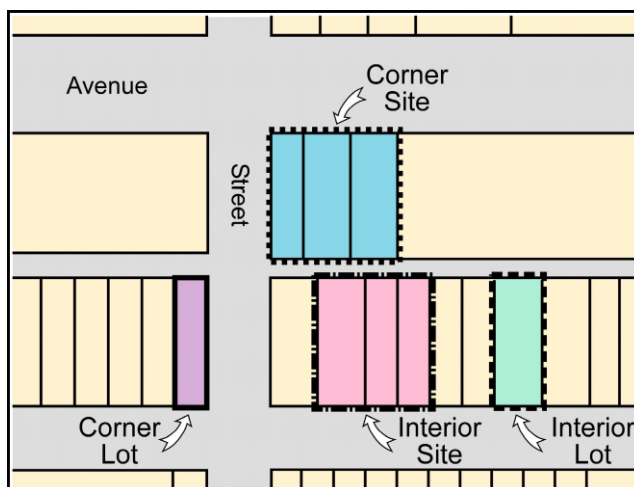 Corner
Site
Avenue
Street
Corner
Lot
Interior
Site
Interior
Lot